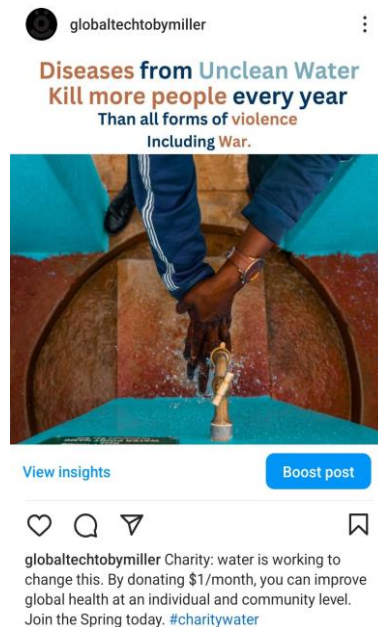 globaltechtobymiller
Diseases from Unclean Water
Kill more people every year
Than all forms of violence
Including War.
View insights
Boost post
globaltechtobymiller Charity: water is working to
change this. By donating $1/month, you can improve
global health at an individual and community level.
Join the Spring today. #charitywater